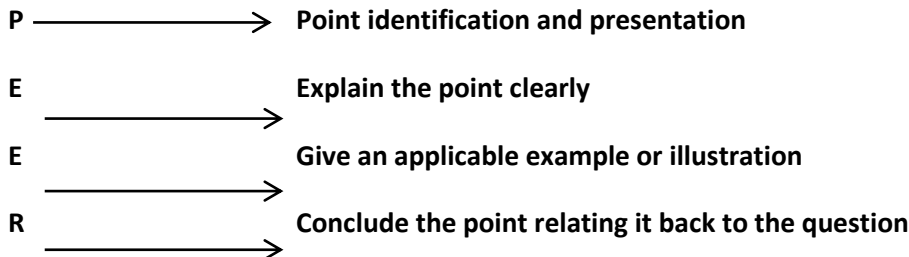 P Point identification and presentation
E Explain the point clearly
E Give an applicable example or illustration
R Conclude the point relating it back to the question